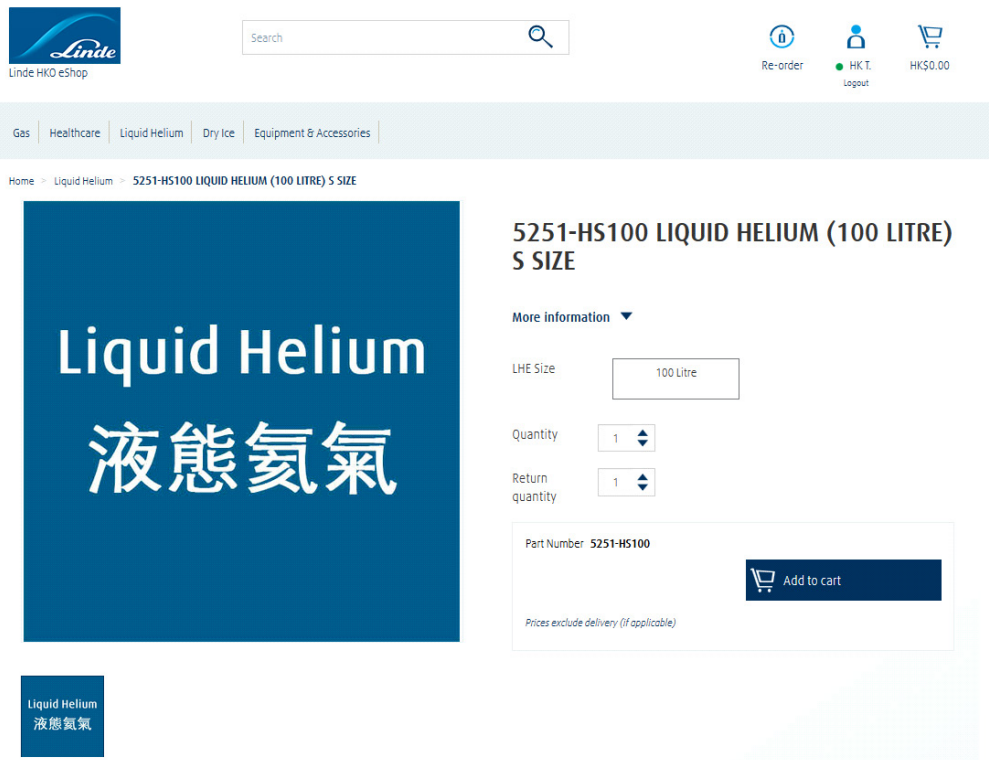 Linde
Linde HKO eShop
Search
Re-order
HK T.
Logout
HK$0.00
Gas
Healthcare
Liquid Helium
Dry Ice
Equipment & Accessories
Home > Liquid Helium > 5251-HS100 LIQUID HELIUM (100 LITRE) S SIZE
Liquid Helium
液態氦氣
5251-HS100 LIQUID HELIUM (100 LITRE)
S SIZE
More information
LHE Size
100 Litre
Quantity
1
Return
quantity
1
Part Number 5251-HS100
Add to cart
Prices exclude delivery (if applicable)
Liquid Helium
液態氦氣